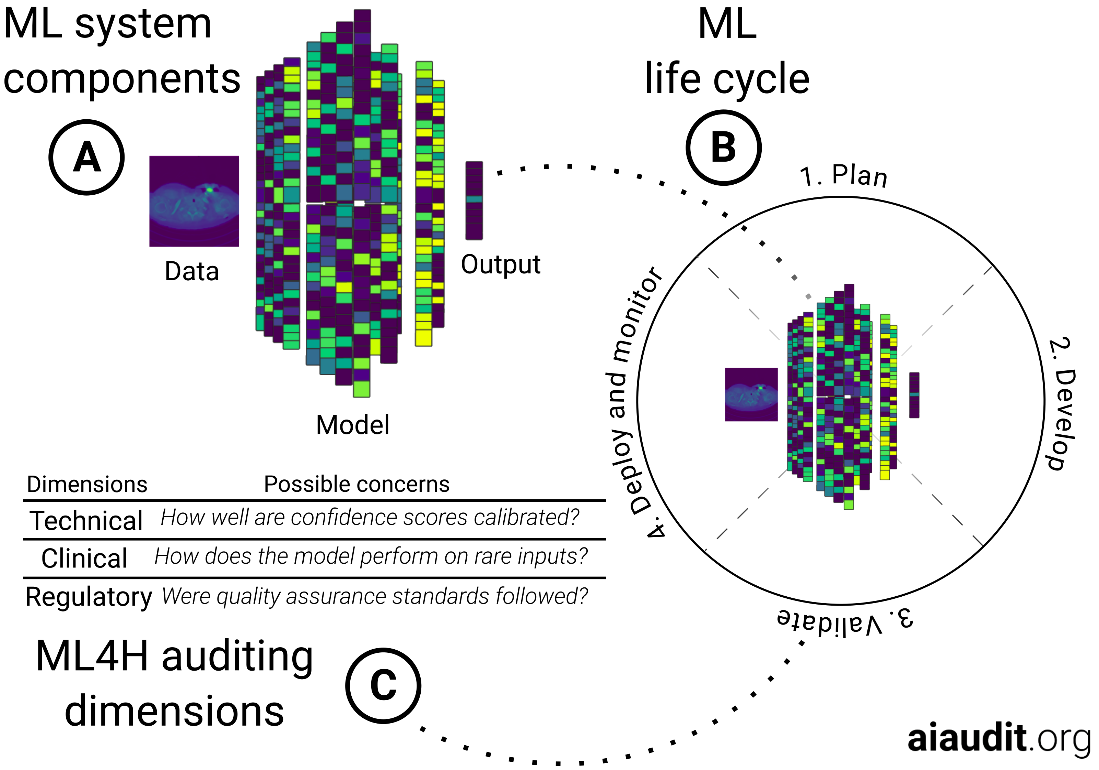 ML system
components
A
Data
Model
Output
ML
life cycle
B
1. Plan
2. Develop
3. Validate
4. Deploy and monitor
Dimensions Possible concerns
Technical How well are confidence scores calibrated?
Clinical How does the model perform on rare inputs?
Regulatory Were quality assurance standards followed?
ML4H auditing
dimensions
C
aiaudit.org